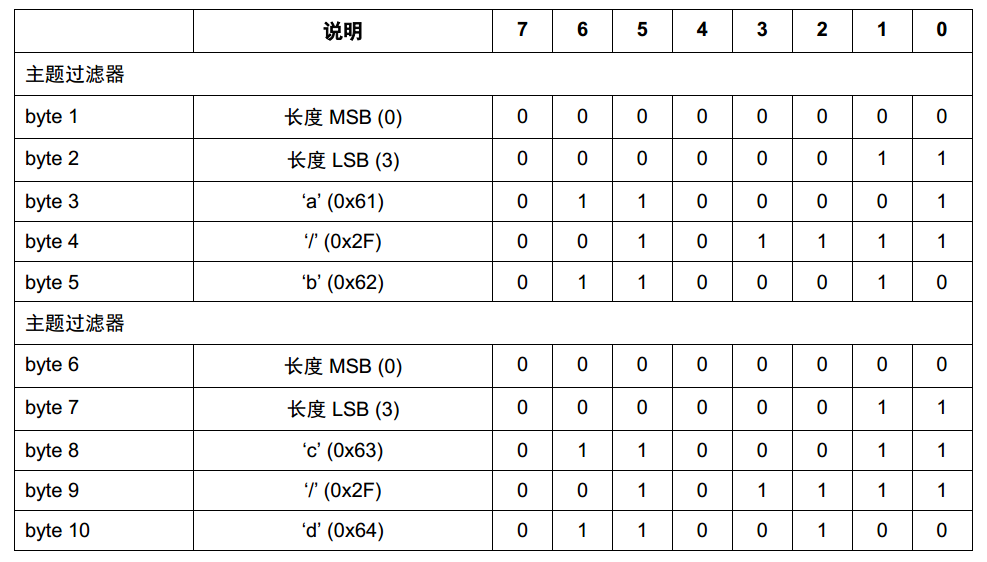 说明 7 6 5 4 3 2 1 0
主题过滤器
byte 1 长度 MSB (0) 0 0 0 0 0 0 0 0
byte 2 长度 LSB (3) 0 0 0 0 0 0 1 1
byte 3 ‘a’ (0x61) 0 1 1 0 0 0 0 1
byte 4 ‘/’ (0x2F) 0 0 1 0 1 1 1 1
byte 5 ‘b’ (0x62) 0 1 1 0 0 0 1 0
主题过滤器
byte 6 长度 MSB (0) 0 0 0 0 0 0 0 0
byte 7 长度 LSB (3) 0 0 0 0 0 0 1 1
byte 8 ‘c’ (0x63) 0 1 1 0 0 0 1 1
byte 9 ‘/’ (0x2F) 0 0 1 0 1 1 1 1
byte 10 ‘d’ (0x64) 0 1 1 0 0 1 0 0